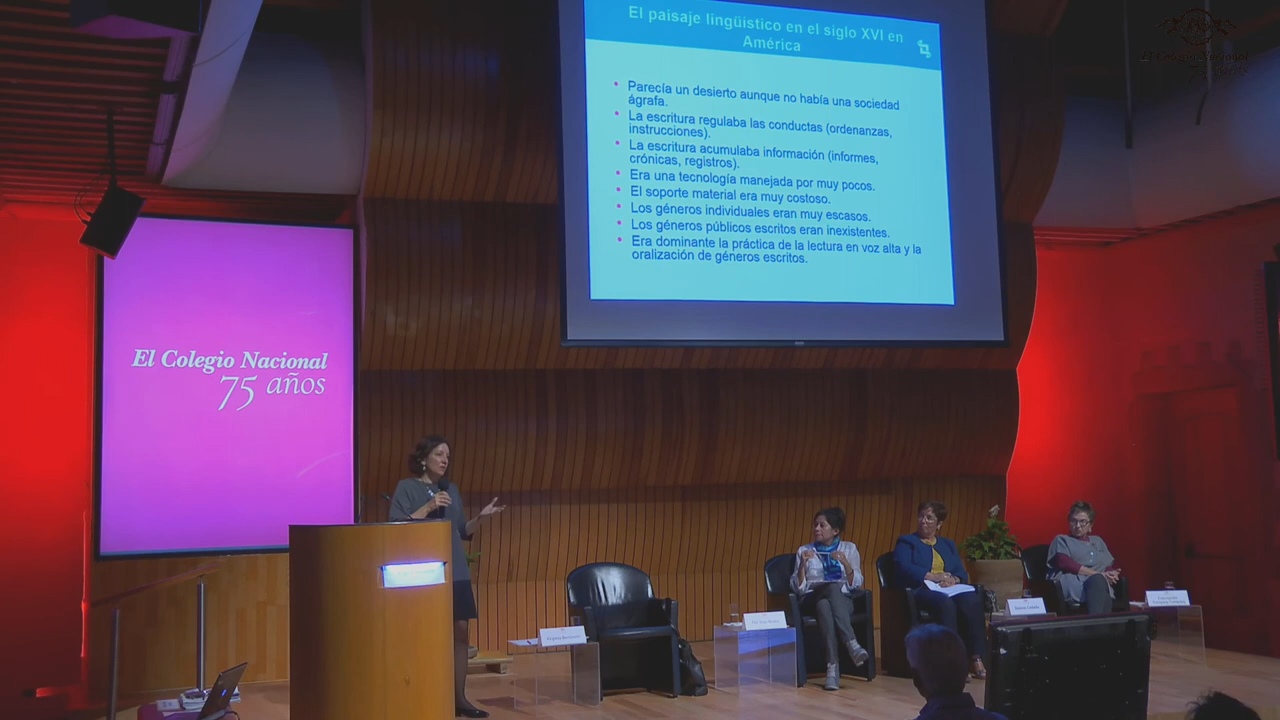 El paisaje lingüístico en el siglo XVI en
América
• Parecía un desierto aunque no había una sociedad
ágrafa.
• La escritura regulaba las conductas (ordenanzas,
instrucciones).
• La escritura acumulaba información (informes,
crónicas, registros).
• Era una tecnología manejada por muy pocos.
• El soporte material era muy costoso.
• Los géneros individuales eran muy escasos.
• Los géneros públicos escritos eran inexistentes.
• Era dominante la práctica de la lectura en voz alta y la
oralización de géneros escritos.
El Colegio Nacional
75 años